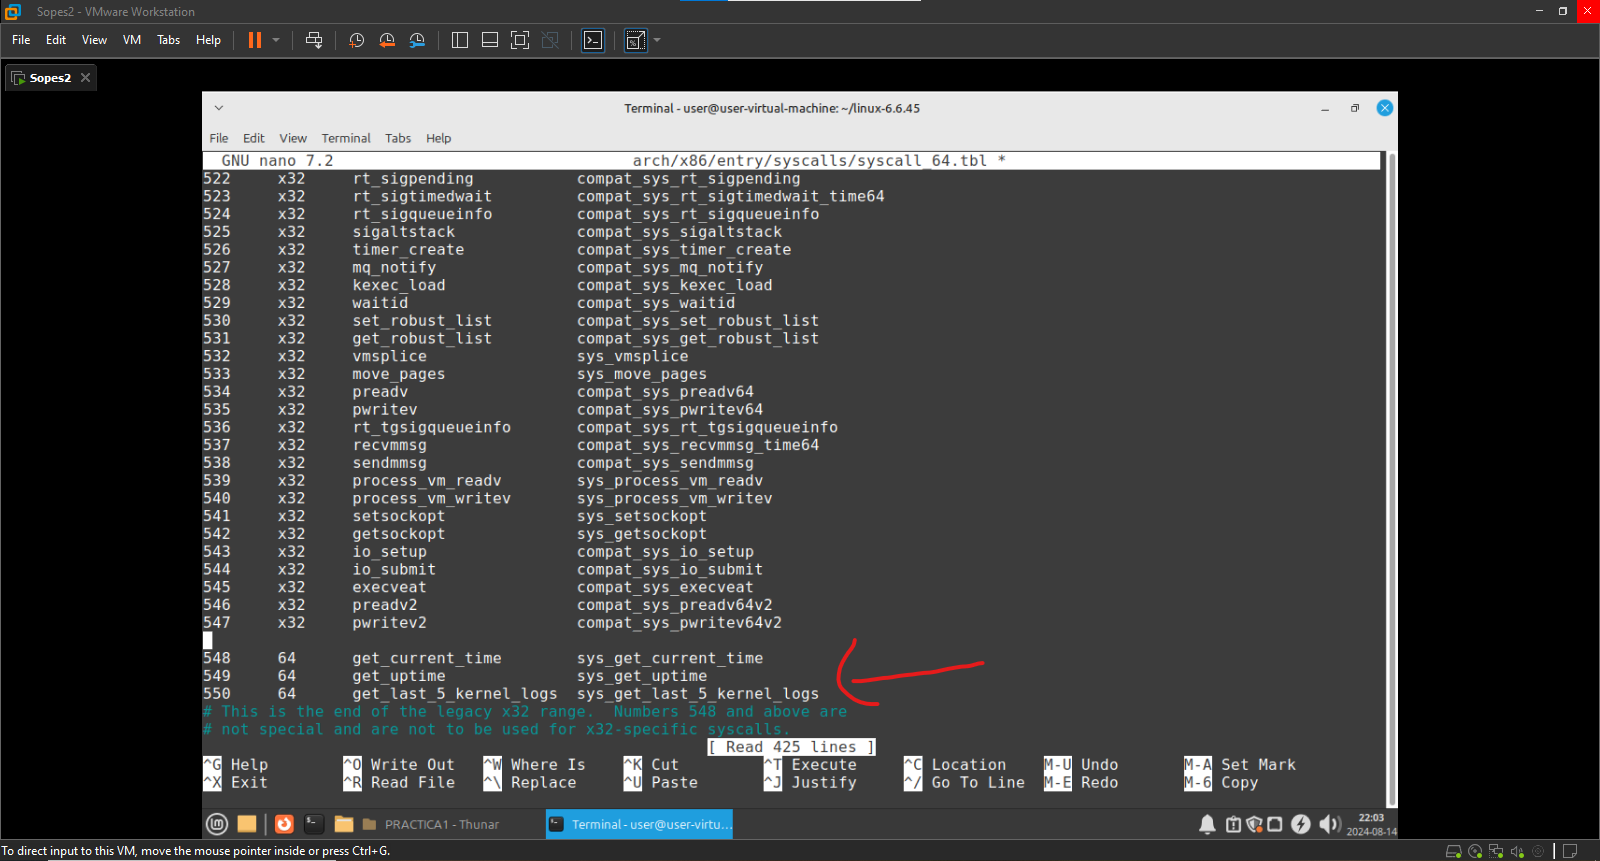 Sopes2 - VMware Workstation
File Edit View VM Tabs Help
Sopes2
Terminal - user@user-virtual-machine: ~/linux-6.6.45
File Edit View Terminal Tabs Help
GNU nano 7.2 arch/x86/entry/syscalls/syscall_64.tbl *
522 x32 rt_sigpending compat_sys_rt_sigpending
523 x32 rt_sigtimedwait compat_sys_rt_sigtimedwait_time64
524 x32 rt_sigqueueinfo compat_sys_rt_sigqueueinfo
525 x32 sigaltstack compat_sys_sigaltstack
526 x32 timer_create compat_sys_timer_create
527 x32 mq_notify compat_sys_mq_notify
528 x32 kexec_load compat_sys_kexec_load
529 x32 waitid compat_sys_waitid
530 x32 set_robust_list compat_sys_set_robust_list
531 x32 get_robust_list compat_sys_get_robust_list
532 x32 vmsplice sys_vmsplice
533 x32 move_pages sys_move_pages
534 x32 preadv compat_sys_preadv64
535 x32 pwritev compat_sys_pwritev64
536 x32 rt_tgsigqueueinfo compat_sys_rt_tgsigqueueinfo
537 x32 recvmmsg compat_sys_recvmmsg_time64
538 x32 sendmmsg compat_sys_sendmmsg
539 x32 process_vm_readv sys_process_vm_readv
540 x32 process_vm_writev sys_process_vm_writev
541 x32 setsockopt sys_setsockopt
542 x32 getsockopt sys_getsockopt
543 x32 io_setup compat_sys_io_setup
544 x32 io_submit compat_sys_io_submit
545 x32 execveat compat_sys_execveat
546 x32 preadv2 compat_sys_preadv64v2
547 x32 pwritev2 compat_sys_pwritev64v2
548 64 get_current_time sys_get_current_time
549 64 get_uptime sys_get_uptime
550 64 get_last_5_kernel_logs sys_get_last_5_kernel_logs
# This is the end of the legacy x32 range.  Numbers 548 and above are
# not special and are not to be used for x32-specific syscalls.
[ Read 425 lines ]
^G Help ^O Write Out ^W Where Is ^K Cut ^T Execute ^C Location M-U Undo M-A Set Mark
^X Exit ^R Read File ^\ Replace ^U Paste ^J Justify ^/ Go To Line M-E Redo M-6 Copy
PRACTICA1 - Thunar Terminal - user@user-virtu... 22:03
2024-08-14
To direct input to this VM, move the mouse pointer inside or press Ctrl+G.